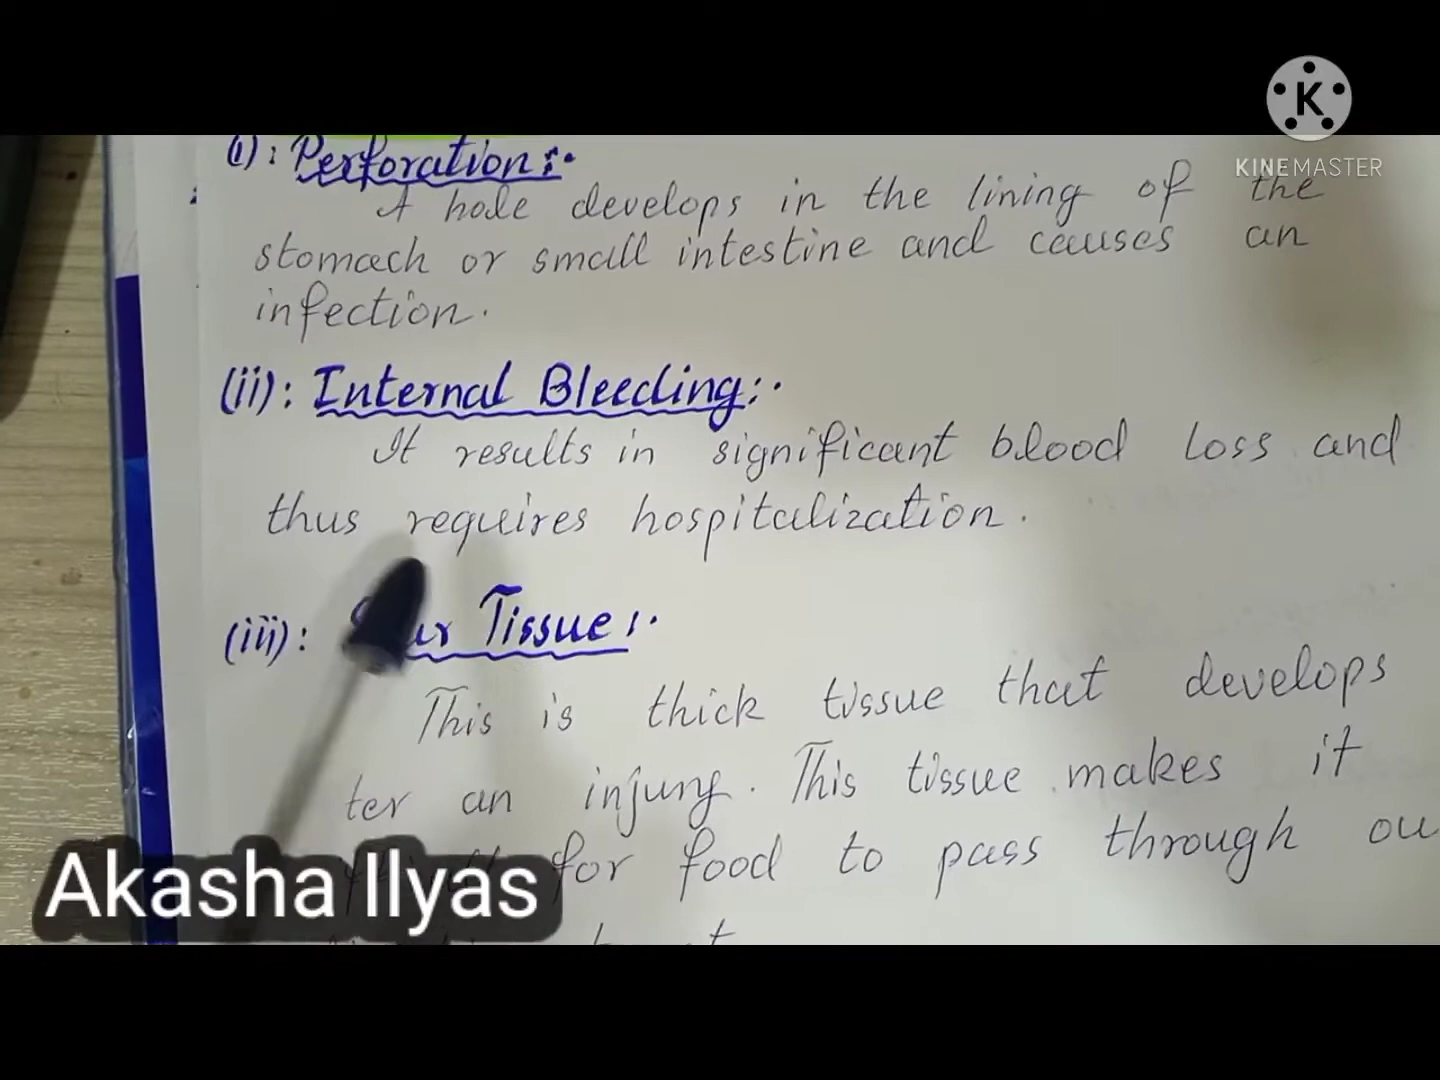 K
KINEMASTER
(i): Perforation:-
A hole develops in the lining of the
stomach or small intestine and causes an
infection.
(ii): Internal Bleeding:-
It results in significant blood loss and
thus requires hospitalization.
(iii): Tissue:-
This is thick tissue that develops
ter an injury. This tissue makes it
for food to pass through ou
Akasha Ilyas